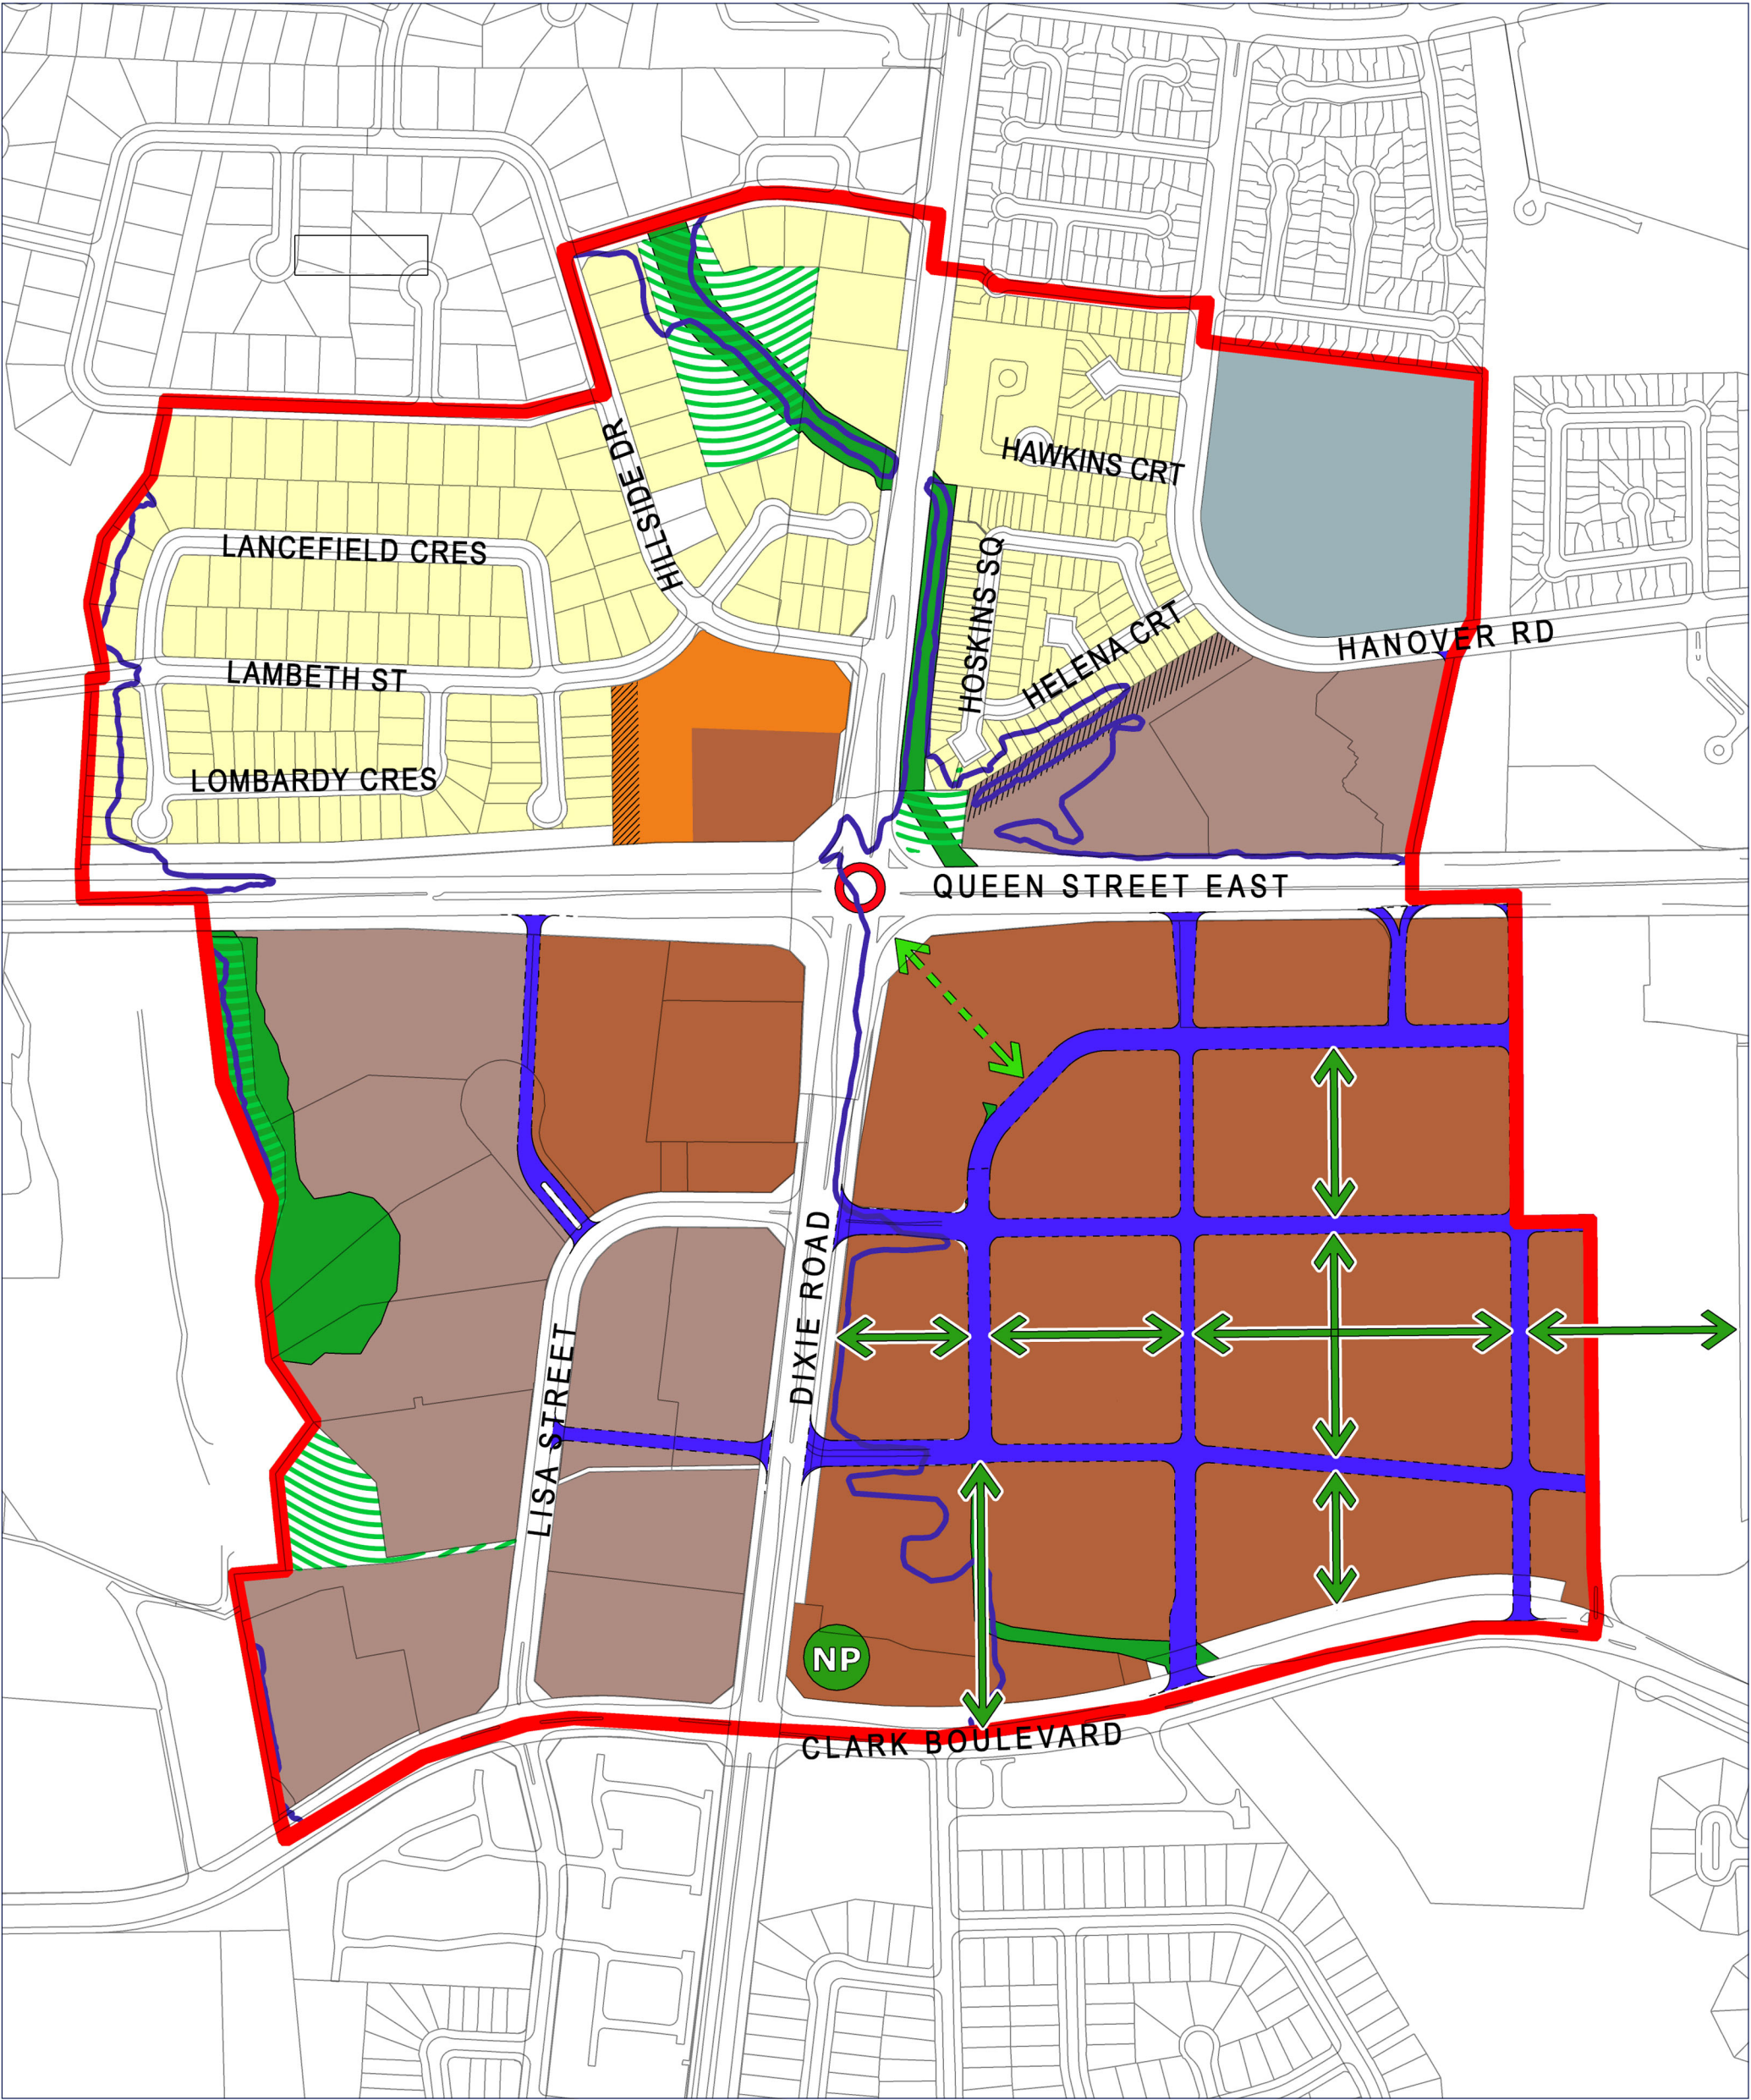 HILLSIDE DR
HAWKINS CRT
LANCEFIELD CRES
HOSKINS SQ
HELENA CRT
HANOVER RD
LAMBETH ST
LOMBARDY CRES
QUEEN STREET EAST
DIXIE ROAD
LISA STREET
NP
CLARK BOULEVARD